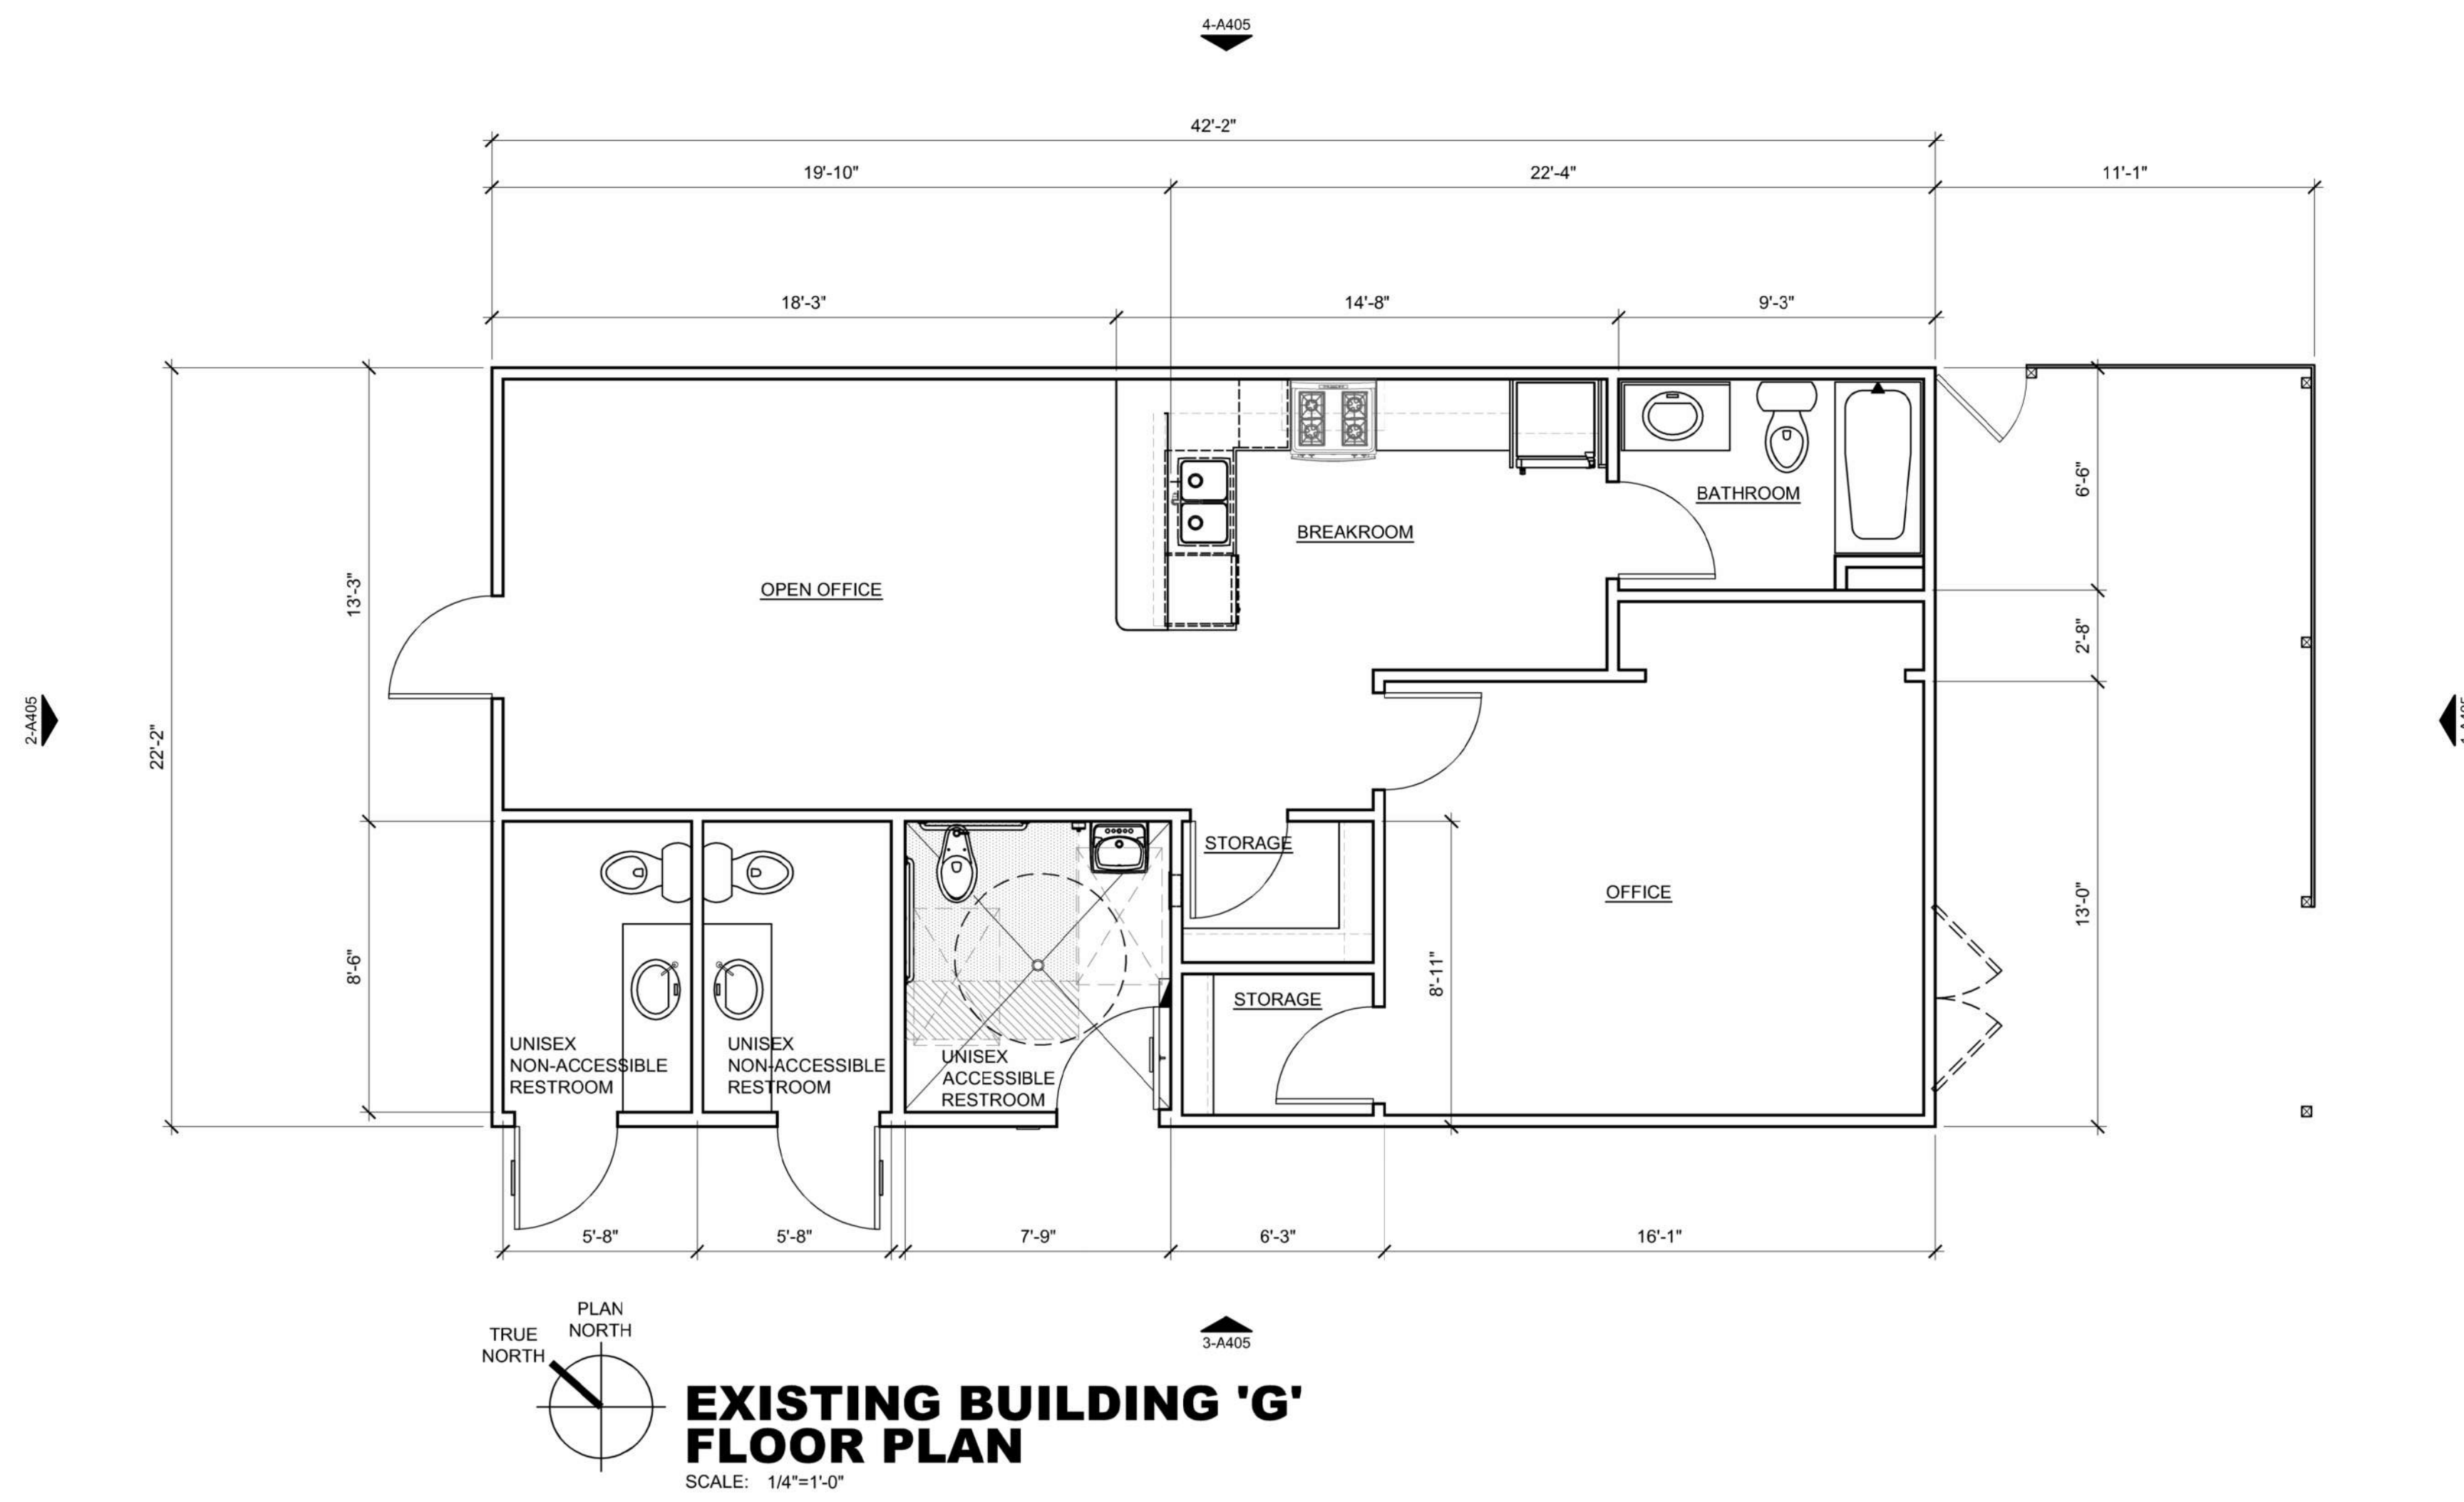 4-A405
42'-2"
19'-10"
22'-4"
11'-1"
18'-3"
14'-8"
9'-3"
BATHROOM
6'-6"
BREAKROOM
OPEN OFFICE
13'-3"
2'-8"
2-A405
22'-2"
STORAGE
OFFICE
13'-0"
8'-6"
8'-11"
STORAGE
UNISEX
NON-ACCESSIBLE
RESTROOM
UNISEX
NON-ACCESSIBLE
RESTROOM
UNISEX
ACCESSIBLE
RESTROOM
5'-8"
5'-8"
7'-9"
6'-3"
16'-1"
PLAN
NORTH
TRUE
NORTH
3-A405
EXISTING BUILDING 'G'
FLOOR PLAN
SCALE: 1/4"=1'-0"